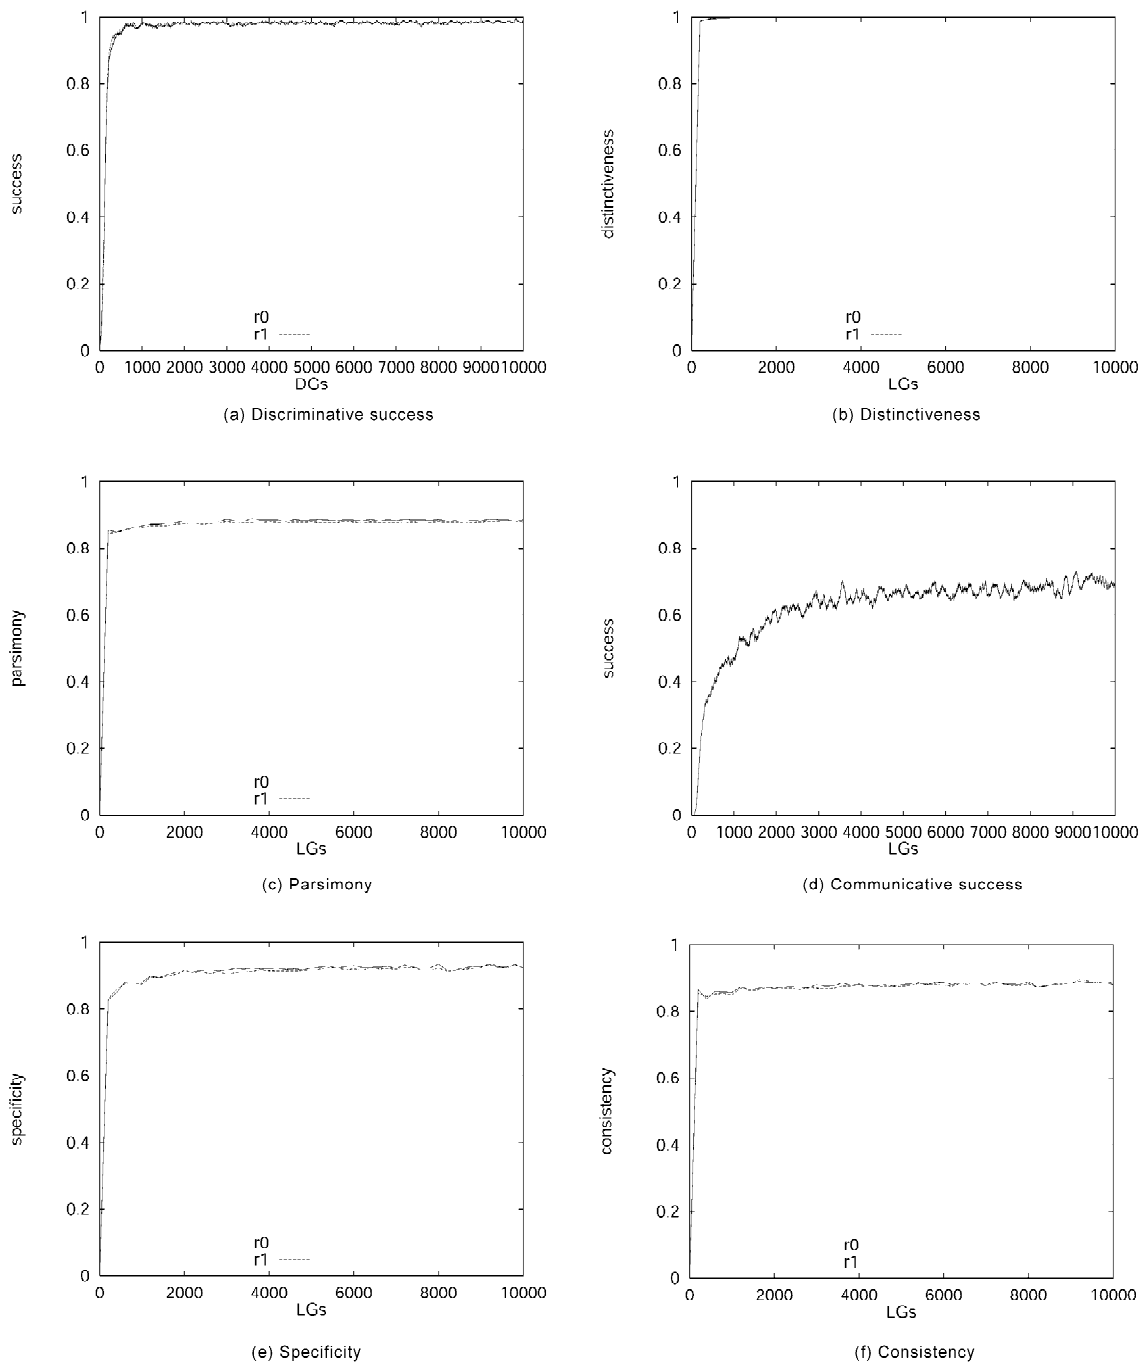 1
0.8
0.6
0.4
0.2
0
success
r0
r1
0 1000 2000 3000 4000 5000 6000 7000 8000 9000 10000
DGs
(a) Discriminative success
1
0.8
0.6
0.4
0.2
0
distinctiveness
r0
r1
0 2000 4000 6000 8000 10000
LGs
(b) Distinctiveness
1
0.8
0.6
0.4
0.2
0
parsimony
r0
r1
0 2000 4000 6000 8000 10000
LGs
(c) Parsimony
1
0.8
0.6
0.4
0.2
0
success
0 1000 2000 3000 4000 5000 6000 7000 8000 9000 10000
LGs
(d) Communicative success
1
0.8
0.6
0.4
0.2
0
specificity
r0
r1
0 2000 4000 6000 8000 10000
LGs
(e) Specificity
1
0.8
0.6
0.4
0.2
0
consistency
r0
r1
0 2000 4000 6000 8000 10000
LGs
(f) Consistency